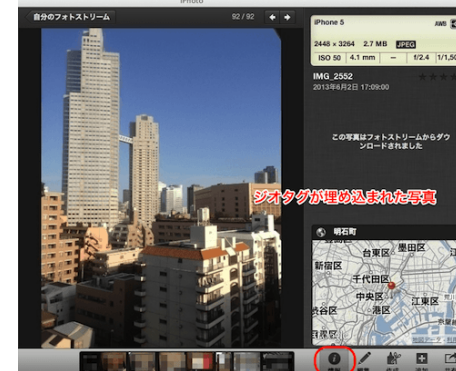 iPhoto
自分のフォトストリーム
92 / 92
iPhone 5
AWB
2448 × 3264 2.7 MB JPEG
ISO 50 4.1 mm – f/2.4 1/1,50
IMG_2552
2013年6月2日 17:09:00
この写真はフォトストリームからダウ
ンロードされました
ジオタグが埋め込まれた写真
明石町
台東区
墨田区
新宿区
千代田区
中央区
江東区
港区
情報